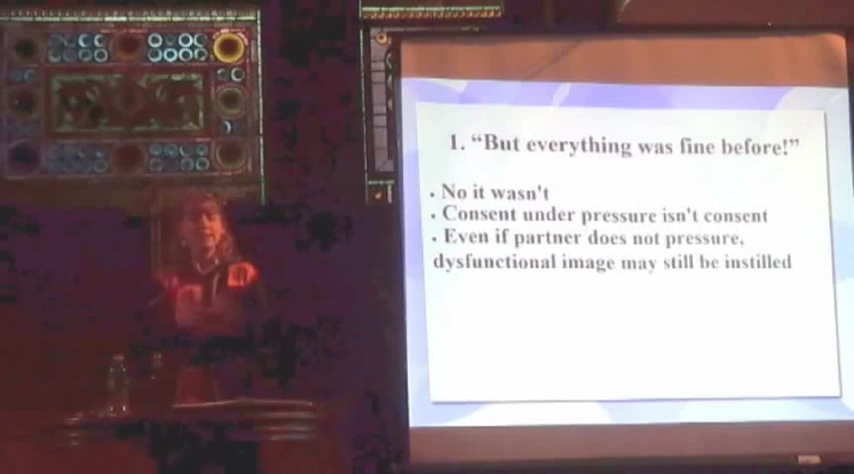 1. “But everything was fine before!”
. No it wasn't
. Consent under pressure isn't consent
. Even if partner does not pressure,
dysfunctional image may still be instilled